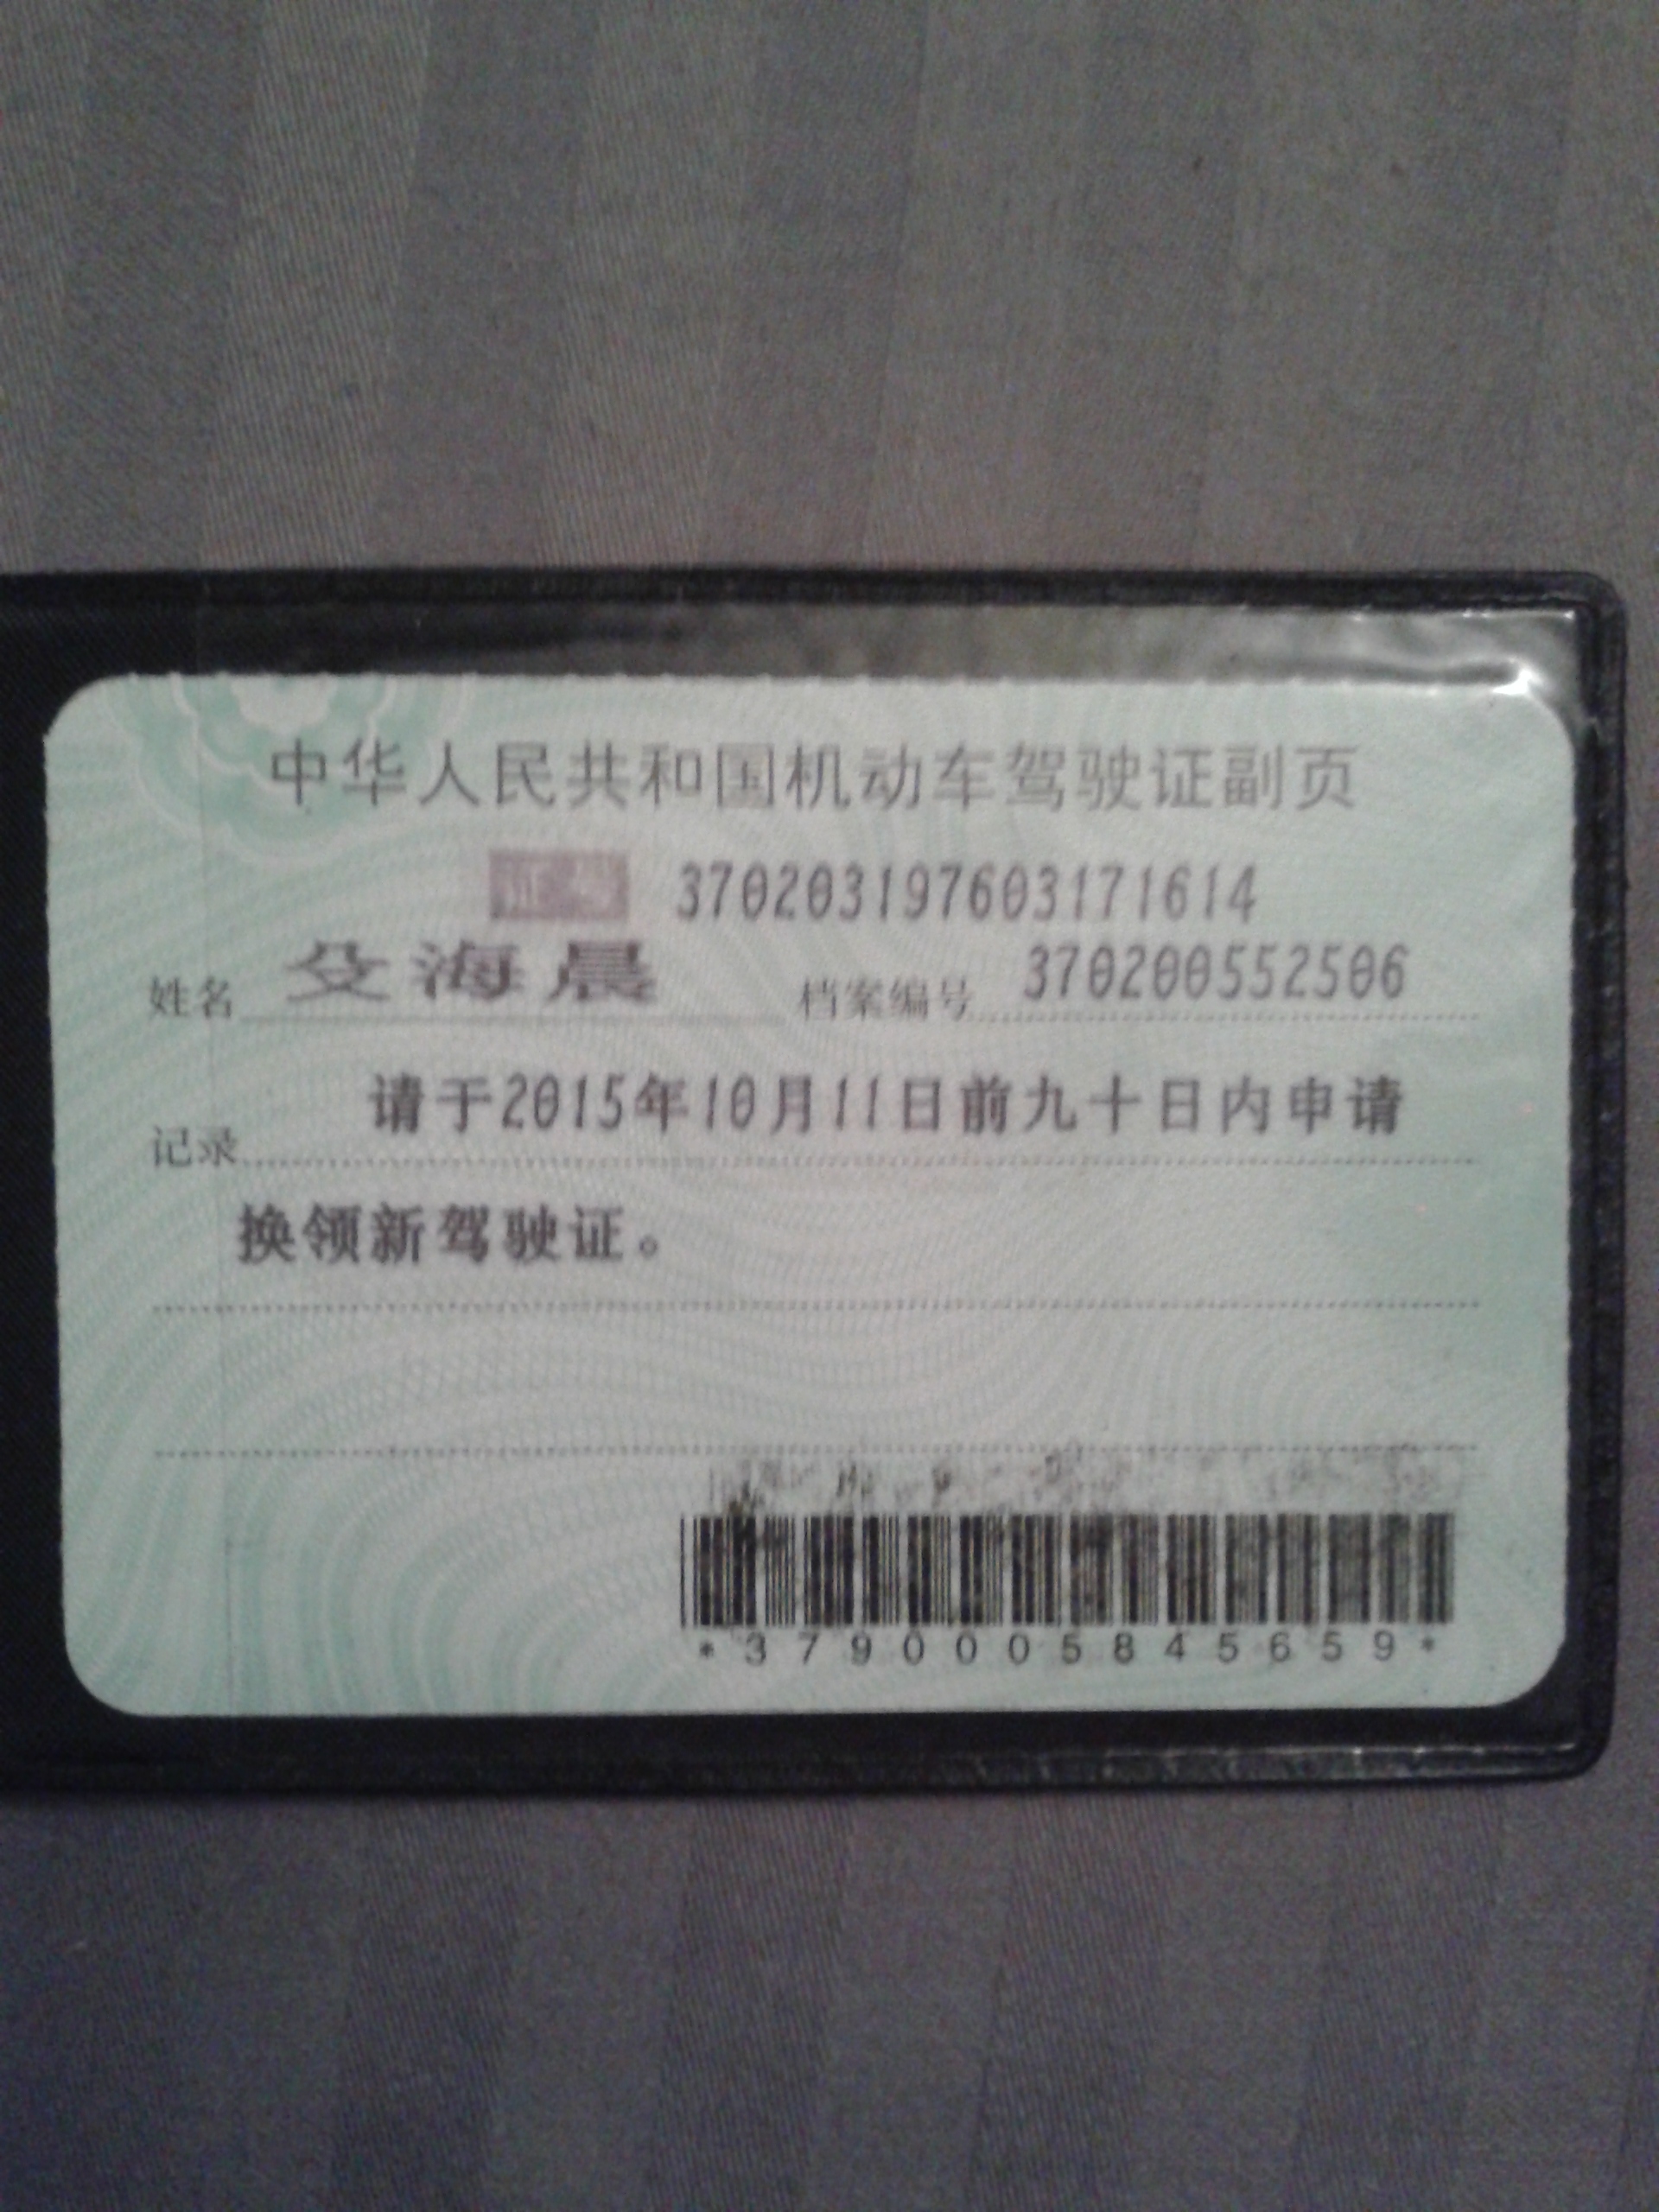 中华人民共和国机动车驾驶证副页
证号 370203197603171614
姓名 殳海晨 档案编号 370200552506
记录 请于2015年10月11日前九十日内申请
换领新驾驶证。
*3790005845659*